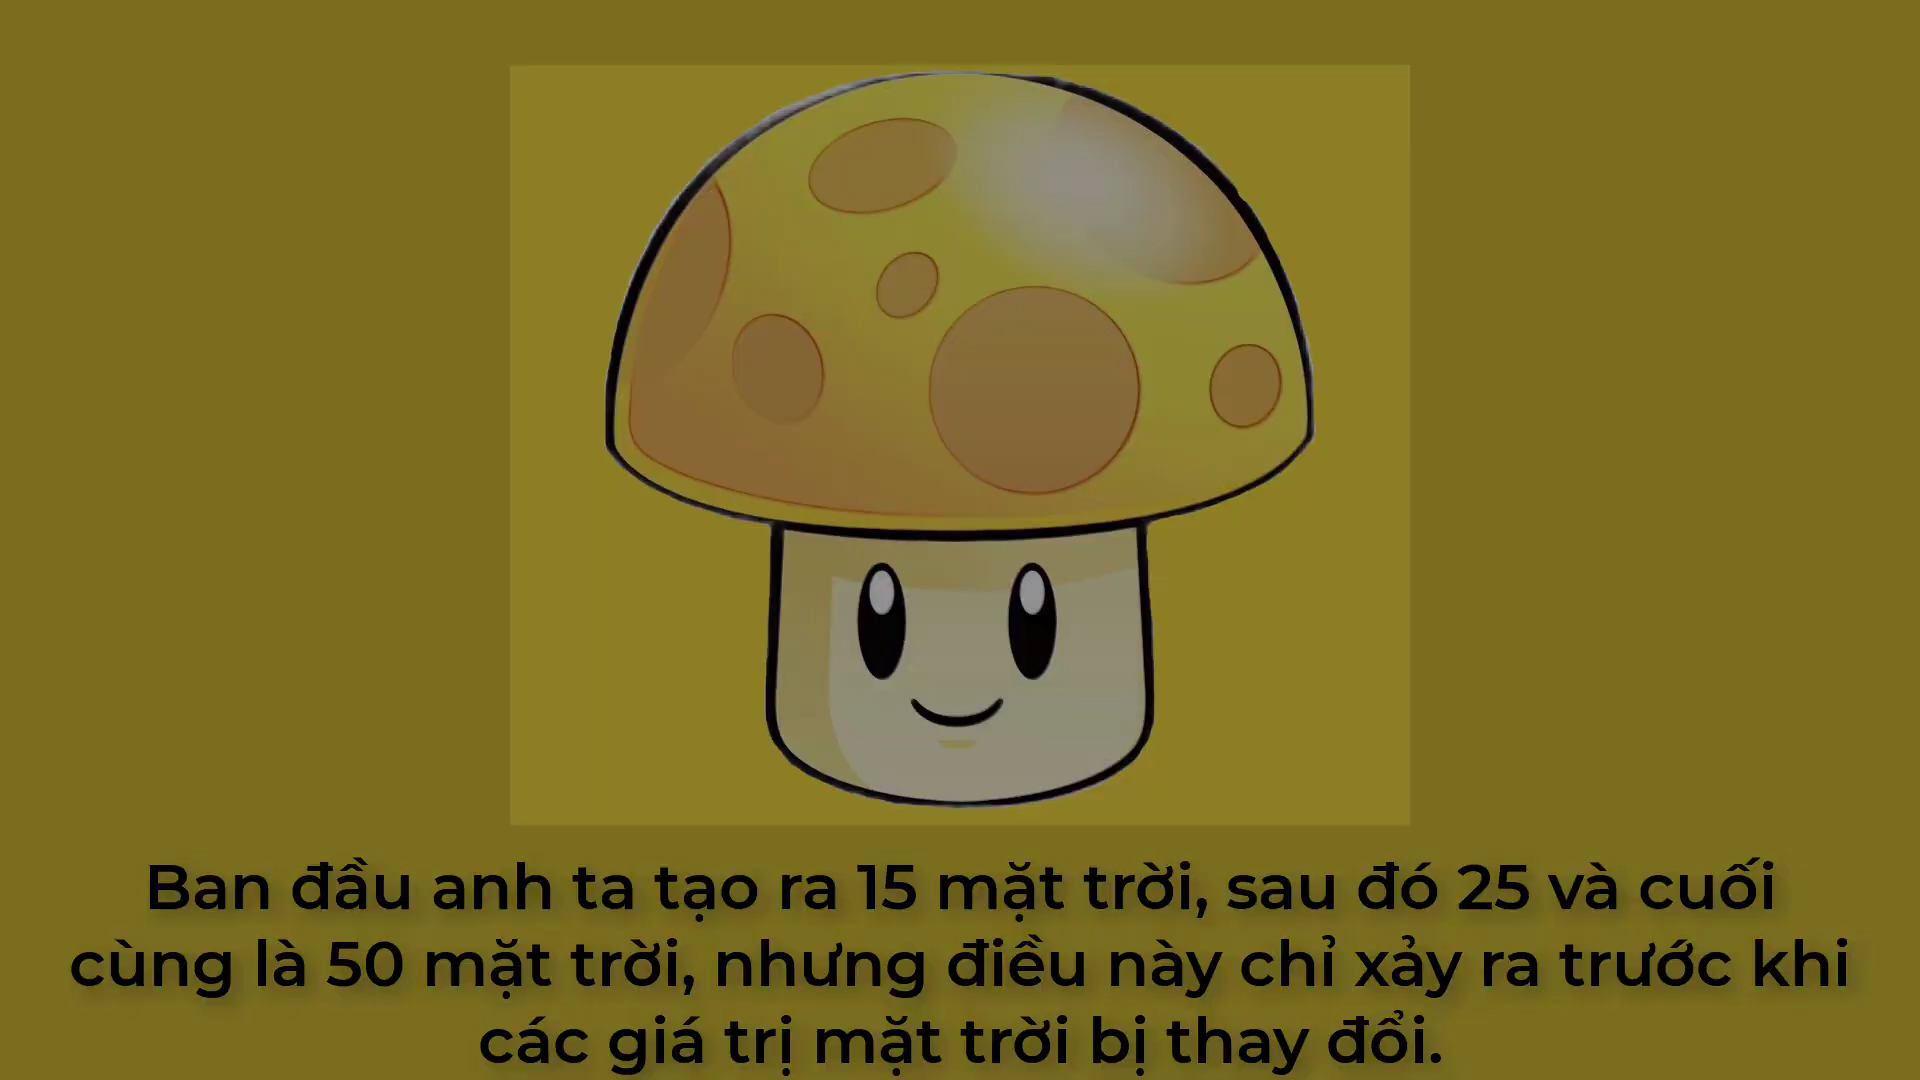 Ban đầu anh ta tạo ra 15 mặt trời, sau đó 25 và cuối
cùng là 50 mặt trời, nhưng điều này chỉ xảy ra trước khi
các giá trị mặt trời bị thay đổi.